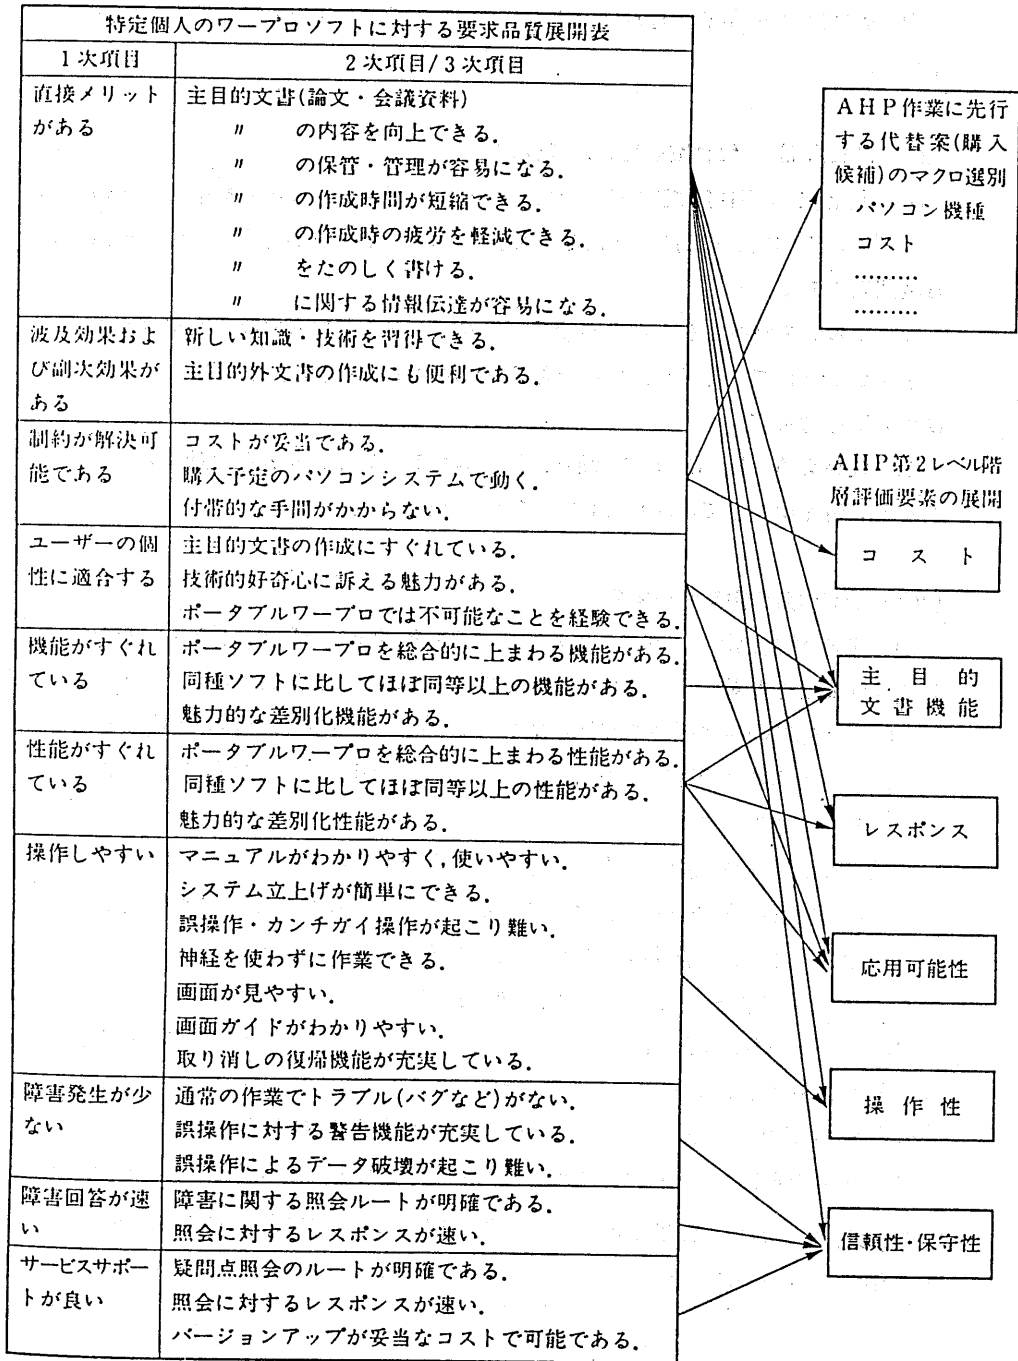 特定個人のワープロソフトに対する要求品質展開表
1次項目
2次項目/3次項目
直接メリット
がある
主目的文書(論文・会議資料)
〃 の内容を向上できる.
〃 の保管・管理が容易になる.
〃 の作成時間が短縮できる.
〃 の作成時の疲労を軽減できる.
〃 をたのしく書ける.
〃 に関する情報伝達が容易になる.
波及効果およ
び副次効果が
ある
新しい知識・技術を習得できる.
主目的外文書の作成にも便利である.
制約が解決可
能である
コストが妥当である.
購入予定のパソコンシステムで動く.
付帯的な手間がかからない.
ユーザーの個
性に適合する
主目的文書の作成にすぐれている.
技術的好奇心に訴える魅力がある.
ポータブルワープロでは不可能なことを経験できる.
機能がすぐれ
ている
ポータブルワープロを総合的に上まわる機能がある.
同種ソフトに比してほぼ同等以上の機能がある.
魅力的な差別化機能がある.
性能がすぐれ
ている
ポータブルワープロを総合的に上まわる性能がある.
同種ソフトに比してほぼ同等以上の性能がある.
魅力的な差別化性能がある.
操作しやすい
マニュアルがわかりやすく,使いやすい.
システム立上げが簡単にできる.
誤操作・カンチガイ操作が起こり難い.
神経を使わずに作業できる.
画面が見やすい.
画面ガイドがわかりやすい.
取り消しの復帰機能が充実している.
障害発生が少
ない
通常の作業でトラブル(バグなど)がない.
誤操作に対する警告機能が充実している.
誤操作によるデータ破壊が起こり難い.
障害回答が速
い
障害に関する照会ルートが明確である.
照会に対するレスポンスが速い.
サービスサポー
トが良い
疑問点照会のルートが明確である.
照会に対するレスポンスが速い.
バージョンアップが妥当なコストで可能である.
AHP作業に先行
する代替案(購入
候補)のマクロ選別
パソコン機種
コスト
………
………
AHP第2レベル階
層評価要素の展開
コスト
主目的
文書機能
レスポンス
応用可能性
操作性
信頼性・保守性